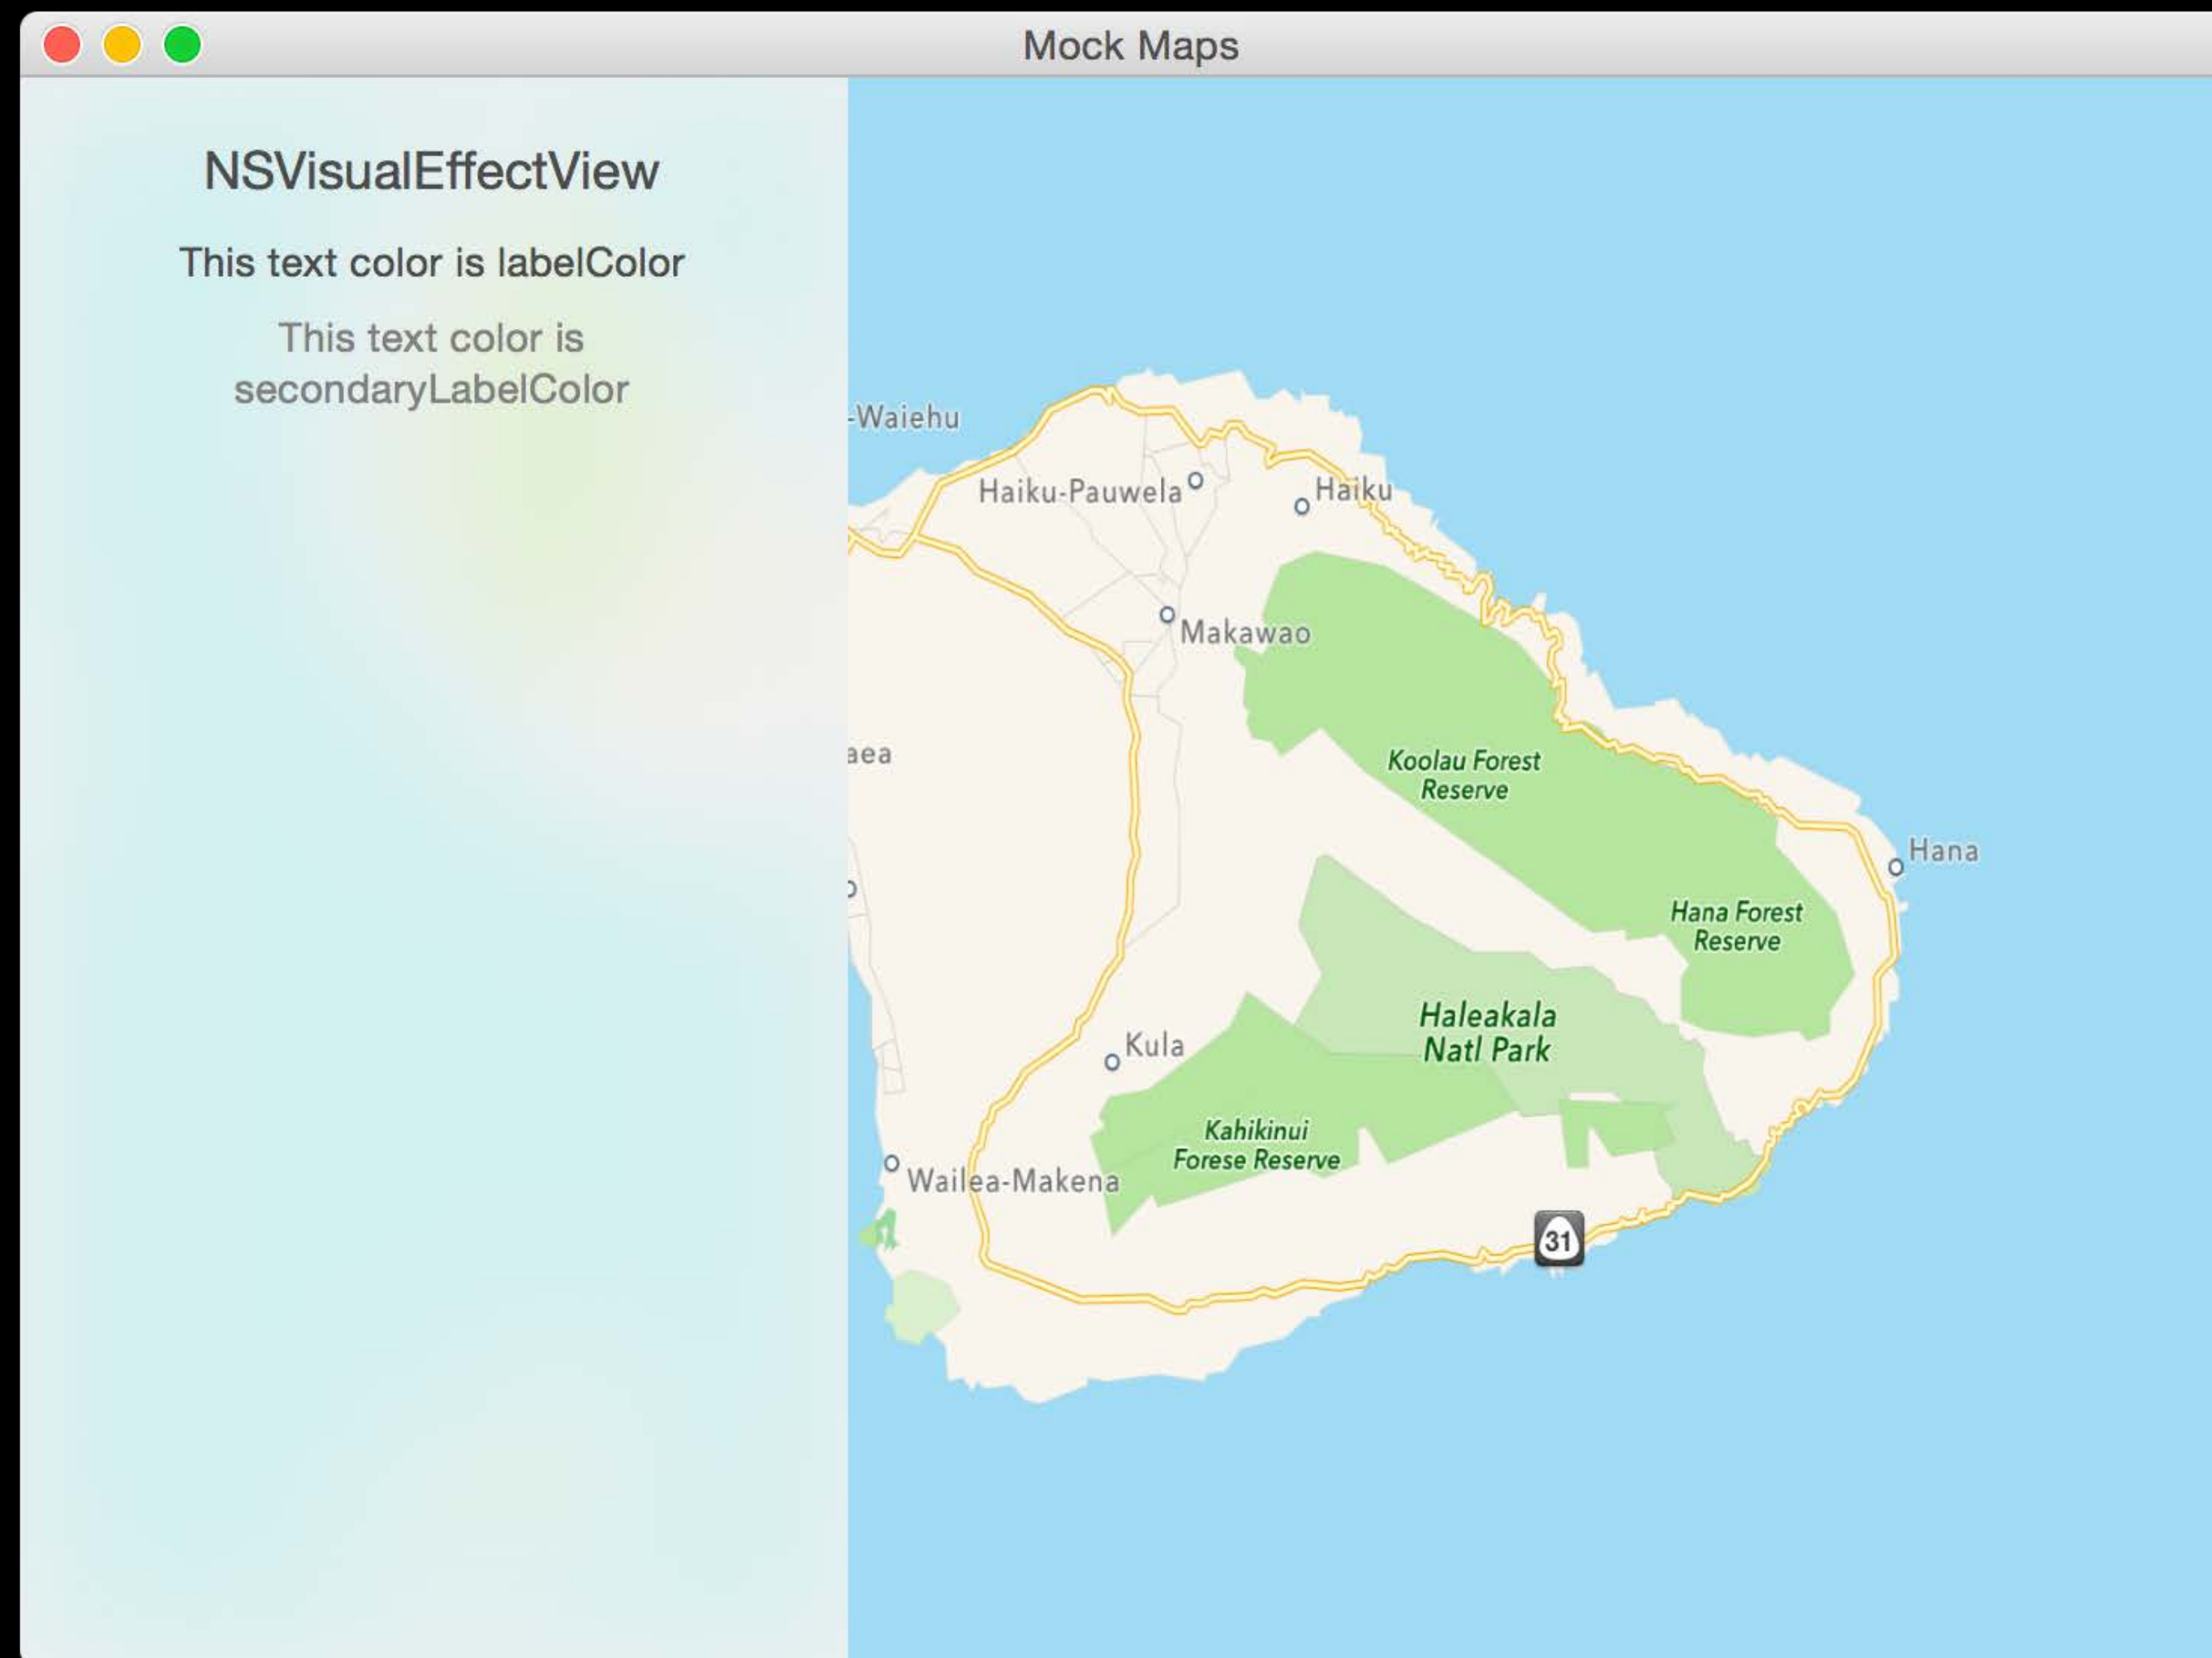 Mock Maps
NSVisualEffectView
This text color is labelColor
This text color is
secondaryLabelColor
-Waiehu
Haiku-Pauwela
Haiku
Makawao
aea
Koolau Forest
Reserve
Hana
Hana Forest
Reserve
Haleakala
Natl Park
Kula
Kahikinui
Forese Reserve
Wailea-Makena
31